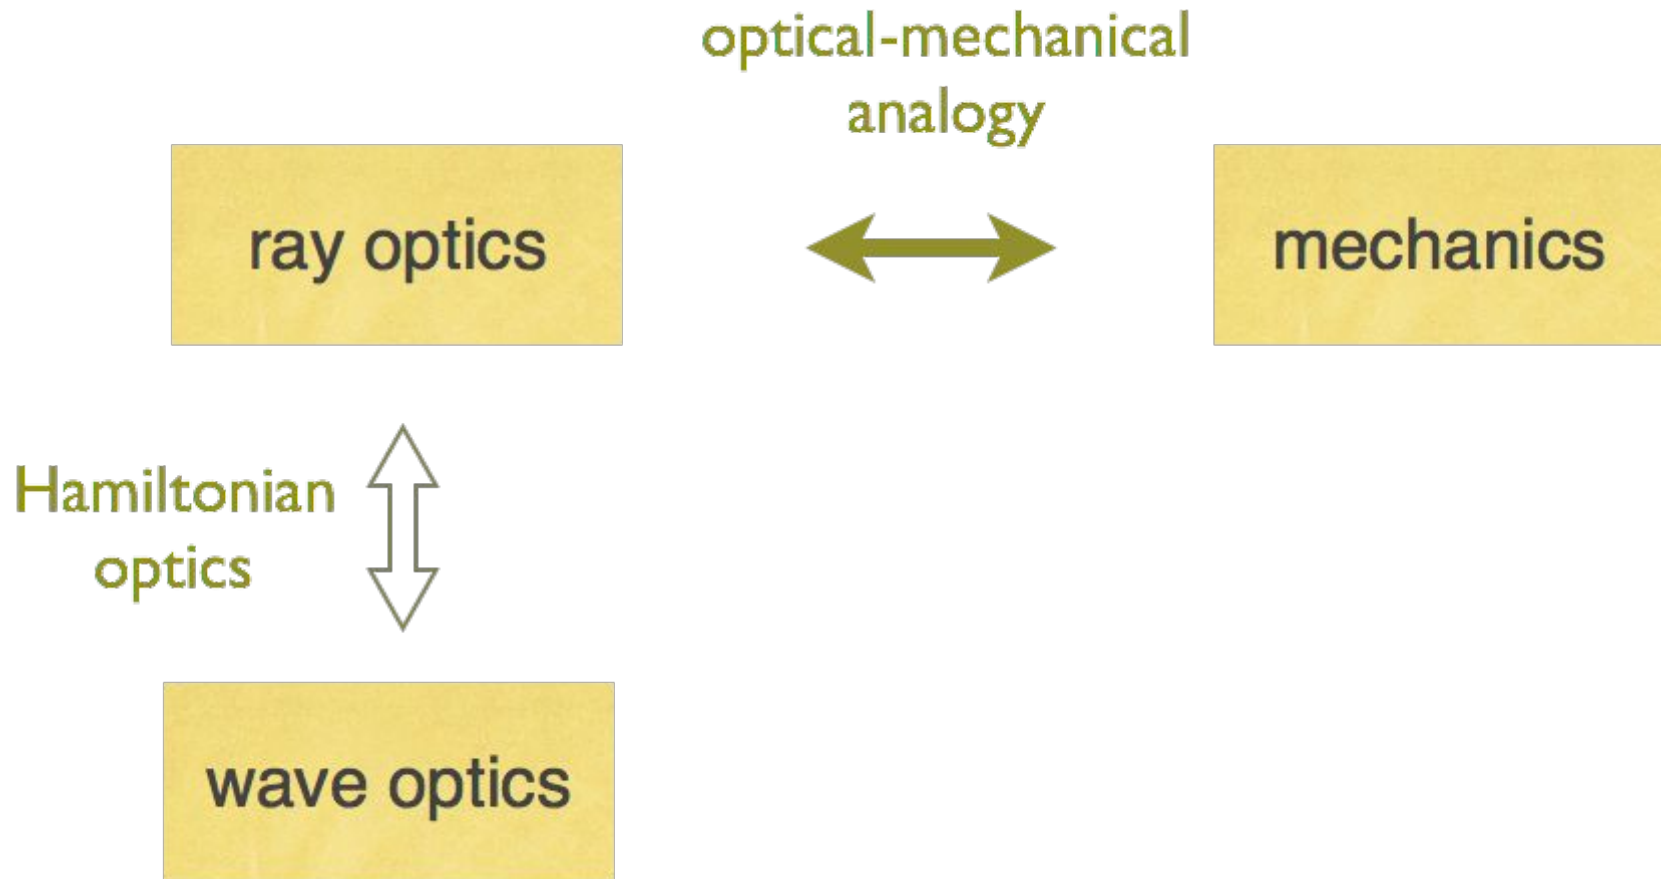 optical-mechanical
analogy
ray optics
mechanics
Hamiltonian
optics
wave optics